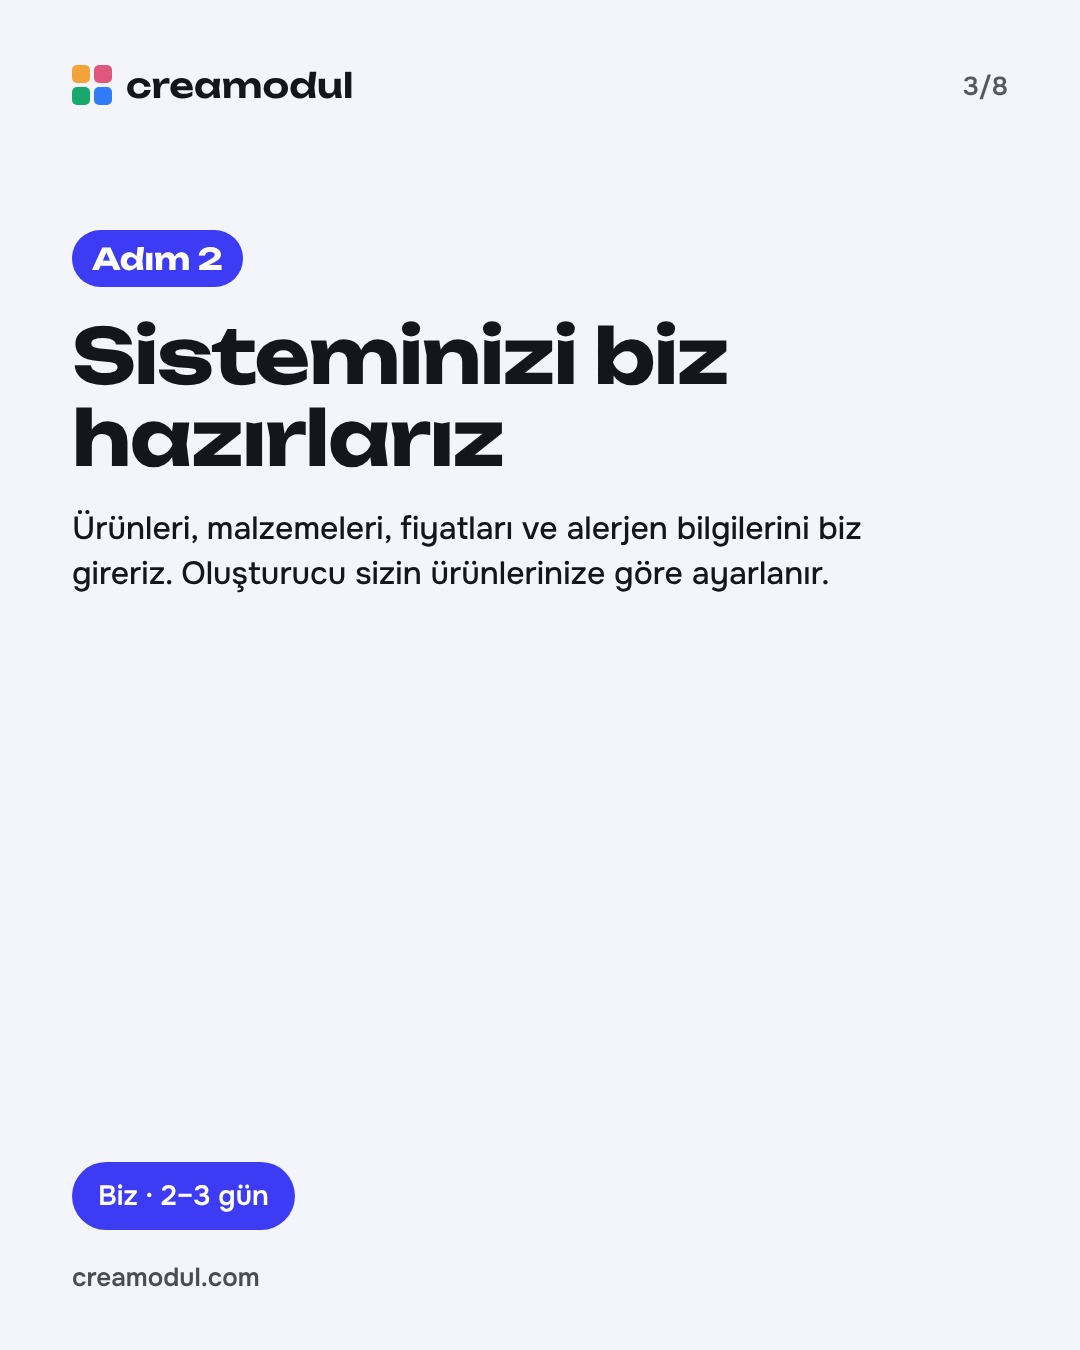 creamodul
3/8
Adım 2
Sisteminizi biz
hazırlarız
Ürünleri, malzemeleri, fiyatları ve alerjen bilgilerini biz
gireriz. Oluşturucu sizin ürünlerinize göre ayarlanır.
Biz · 2–3 gün
creamodul.com